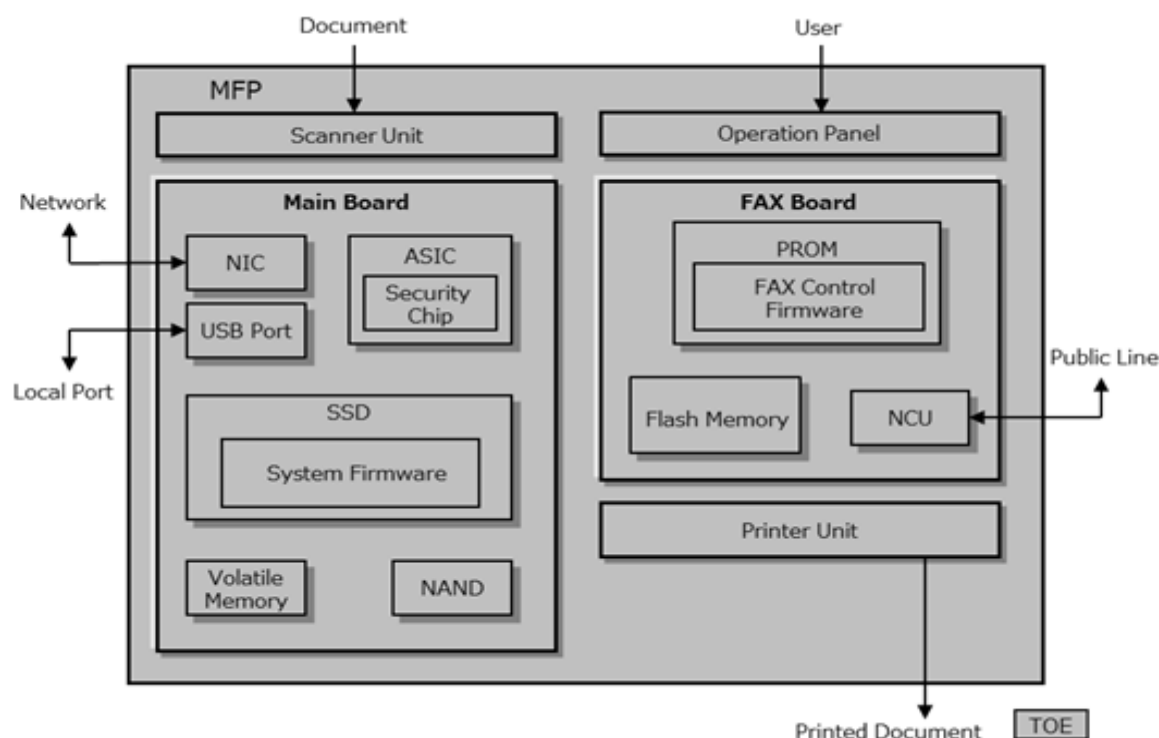 Document
User
MFP
Scanner Unit
Operation Panel
Main Board
FAX Board
Network
NIC
ASIC
Security
Chip
PROM
FAX Control
Firmware
USB Port
Local Port
Public Line
SSD
System Firmware
Flash Memory
NCU
Printer Unit
Volatile
Memory
NAND
Printed Document
TOE